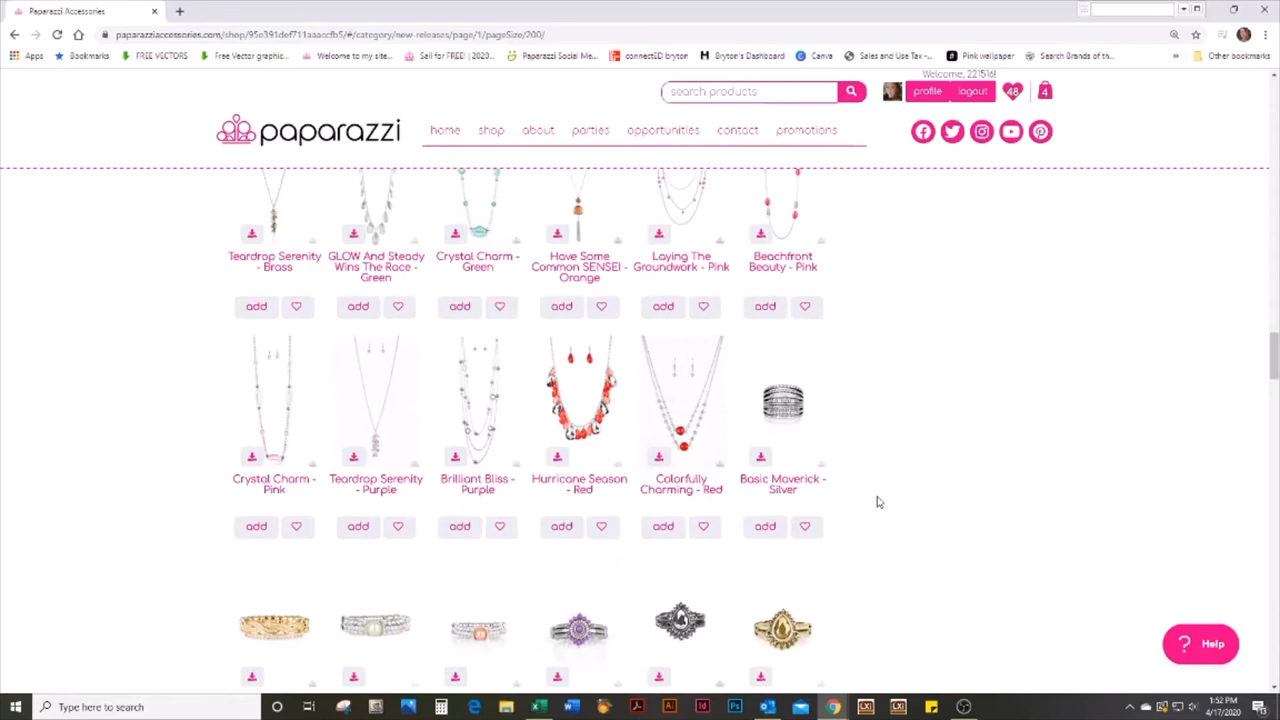 Paparazzi Accessories
paparazziaccessories.com/shop/95e391def711aaaccfb5/#/category/new-releases/page/1/pageSize/200/
Apps Bookmarks FREE VECTORS Free Vector graphic... Welcome to my site... Sail for FREE! | 2020... Paparazzi Social Me... connectED bryton Bryton's Dashboard Canva Sales and Use Tax -... Pink wallpaper Search Brands of th... » Other bookmarks
Welcome, 221516!
search products profile logout 48 4
paparazzi home shop about parties opportunities contact promotions
Teardrop Serenity - Brass
GLOW And Steady Wins The Race - Green
Crystal Charm - Green
Have Some Common SENSEI - Orange
Laying The Groundwork - Pink
Beachfront Beauty - Pink
add add add add add add
Crystal Charm - Pink
Teardrop Serenity - Purple
Brilliant Bliss - Purple
Hurricane Season - Red
Colorfully Charming - Red
Basic Maverick - Silver
add add add add add add
? Help
Type here to search
1:52 PM
4/17/2020